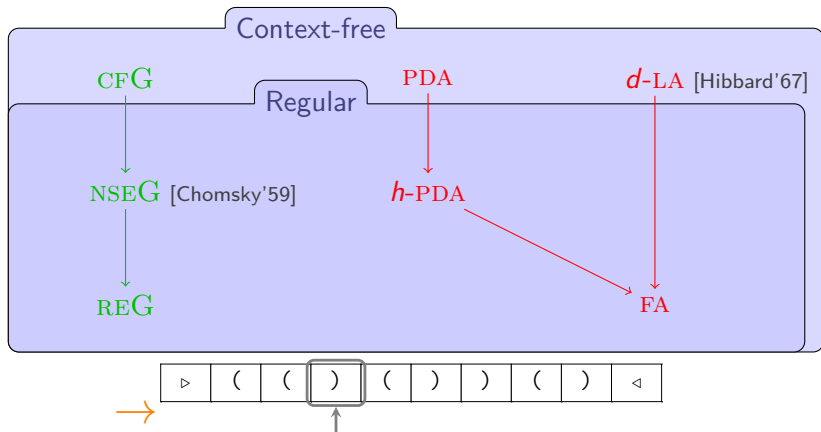 Context-free
CFG PDA d-LA [Hibbard'67]
Regular
NSEG [Chomsky'59] h-PDA
REG FA
▷ ( ( ) ( ) ) ( ) ◁